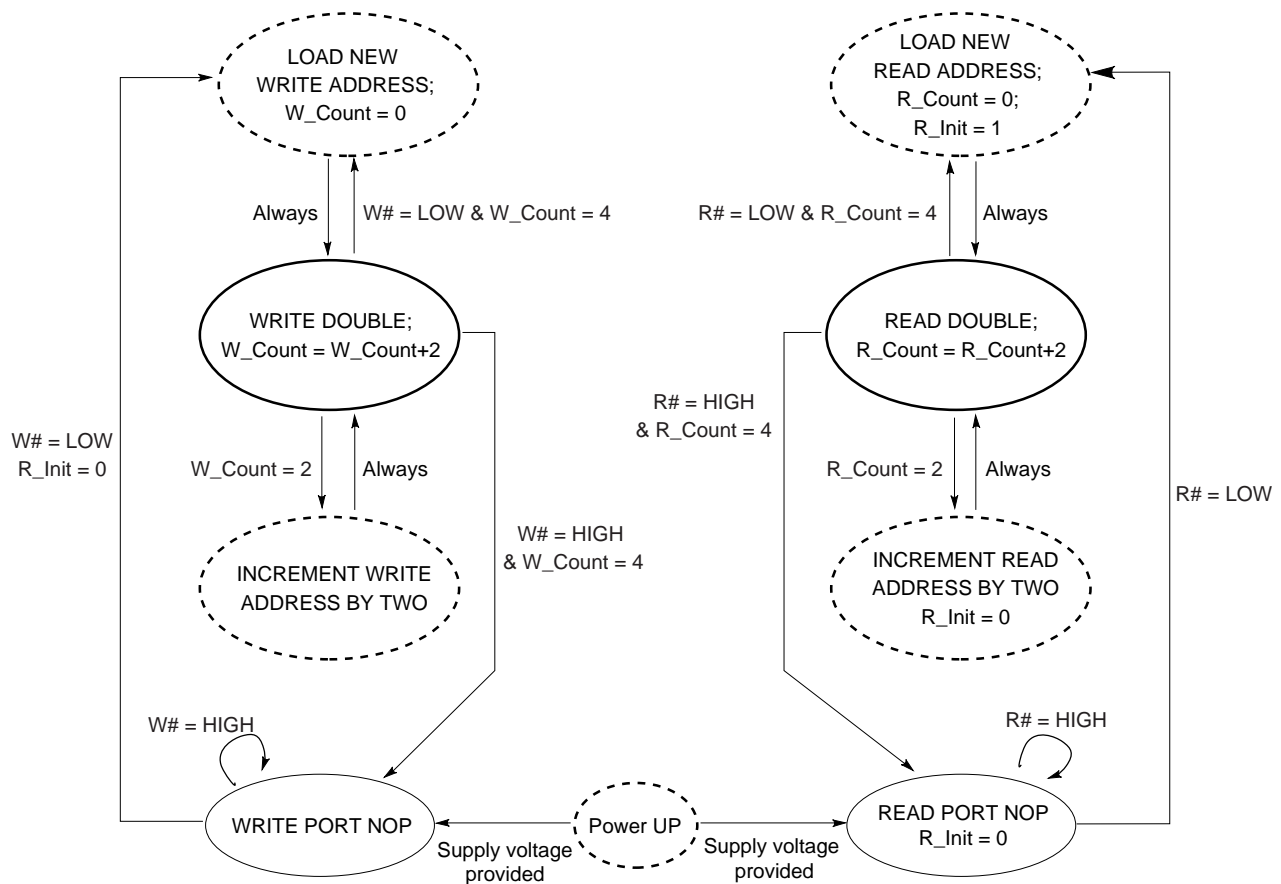 LOAD NEW
WRITE ADDRESS;
W_Count = 0
LOAD NEW
READ ADDRESS;
R_Count = 0;
R_Init = 1
Always
W# = LOW & W_Count = 4
R# = LOW & R_Count = 4
Always
WRITE DOUBLE;
W_Count = W_Count+2
READ DOUBLE;
R_Count = R_Count+2
W# = LOW
R_Init = 0
W_Count = 2
Always
R# = HIGH
& R_Count = 4
R_Count = 2
Always
R# = LOW
W# = HIGH
& W_Count = 4
INCREMENT WRITE
ADDRESS BY TWO
INCREMENT READ
ADDRESS BY TWO
R_Init = 0
W# = HIGH
R# = HIGH
WRITE PORT NOP
Power UP
READ PORT NOP
R_Init = 0
Supply voltage
provided
Supply voltage
provided